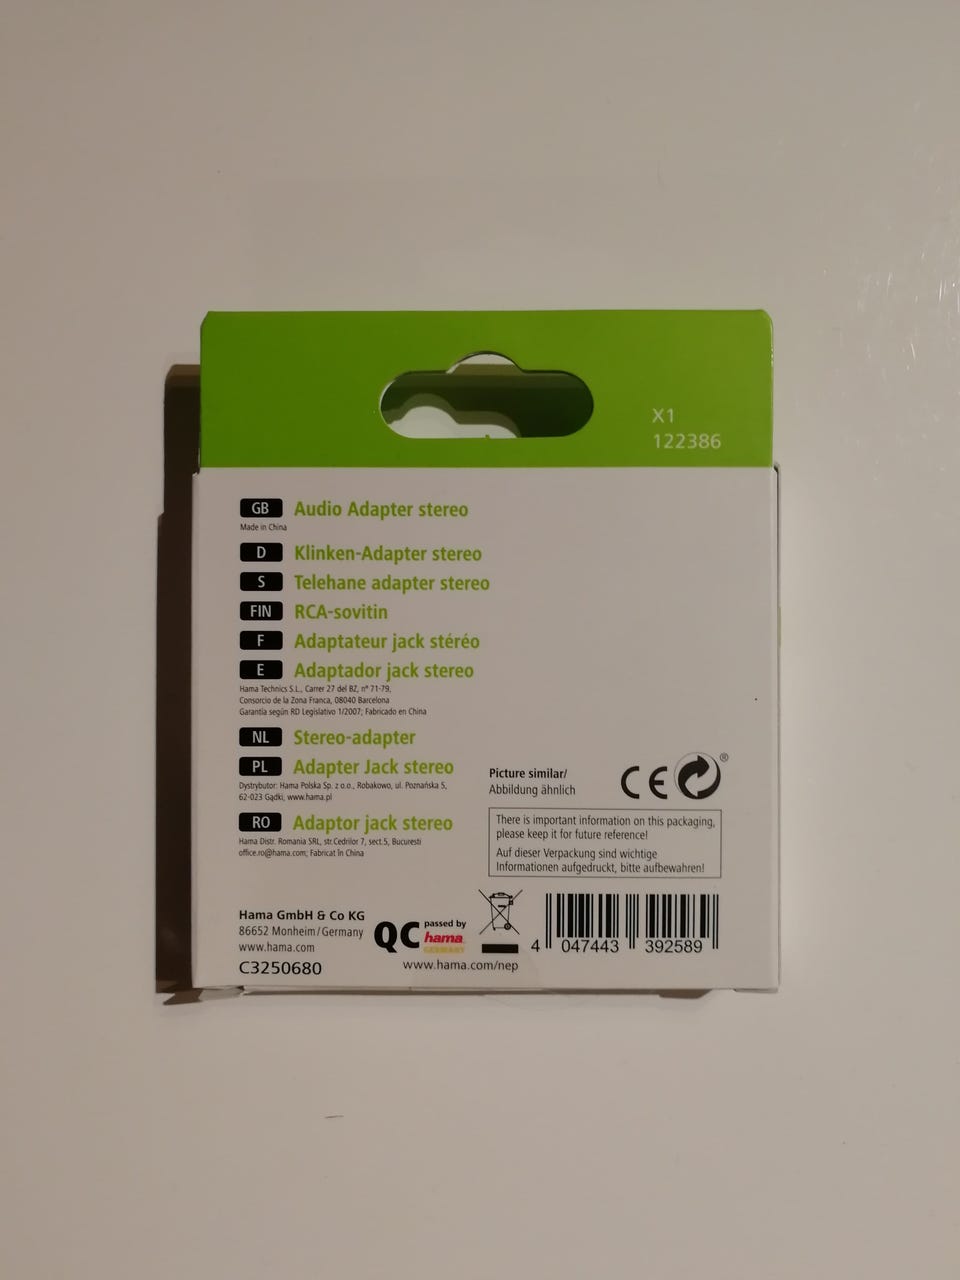 X1
122386
GB Audio Adapter stereo
Made in China
D Klinken-Adapter stereo
S Telehane adapter stereo
FIN RCA-sovitin
F Adaptateur jack stéréo
E Adaptador jack stereo
Hama Technics S.L., Carrer 27 del BZ, nº 71-79,
Consorcio de la Zona Franca, 08040 Barcelona
Garantía según RD Legislativo 1/2007; Fabricado en China
NL Stereo-adapter
PL Adapter Jack stereo
Dystrybutor: Hama Polska Sp. z o.o., Robakowo, ul. Poznańska 5,
62-023 Gądki, www.hama.pl
RO Adaptor jack stereo
Hama Distr. Romania SRL, str.Cedrilor 7, sect.5, Bucuresti
office.ro@hama.com; Fabricat în China
Picture similar/
Abbildung ähnlich
CE
®
There is important information on this packaging,
please keep it for future reference!
Auf dieser Verpackung sind wichtige
Informationen aufgedruckt, bitte aufbewahren!
Hama GmbH & Co KG
86652 Monheim/Germany
www.hama.com
C3250680
QC passed by
hama
GERMANY
www.hama.com/nep
4 047443 392589